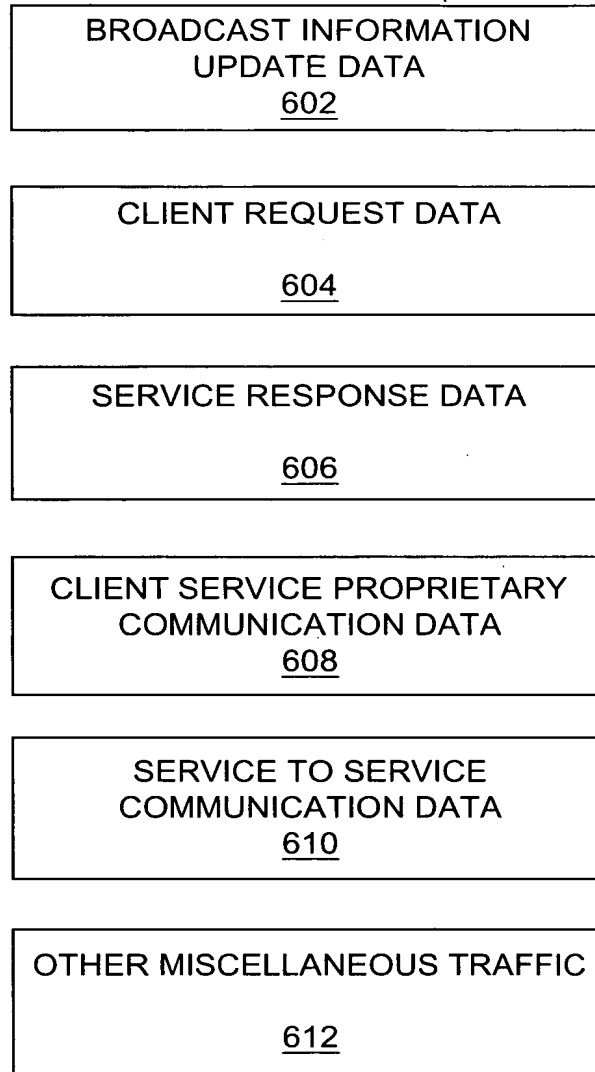 BROADCAST INFORMATION
UPDATE DATA
602
CLIENT REQUEST DATA
604
SERVICE RESPONSE DATA
606
CLIENT SERVICE PROPRIETARY
COMMUNICATION DATA
608
SERVICE TO SERVICE
COMMUNICATION DATA
610
OTHER MISCELLANEOUS TRAFFIC
612